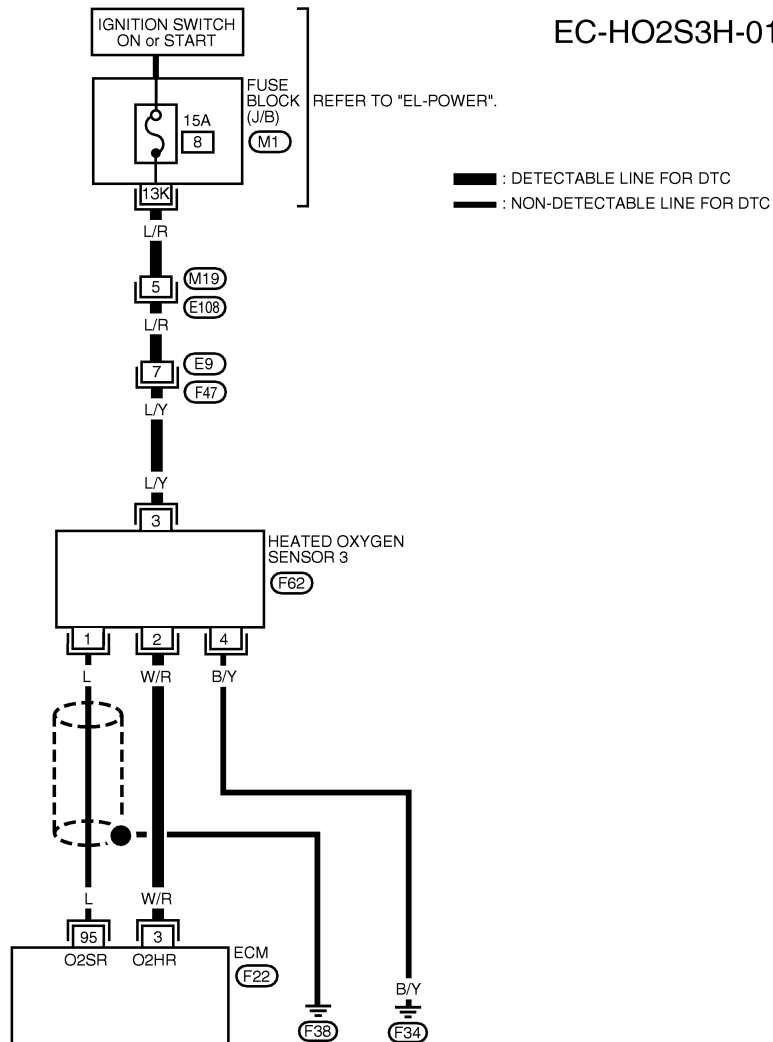 EC-HO2S3H-01
IGNITION SWITCH
ON or START
FUSE
BLOCK
(J/B)
M1
REFER TO "EL-POWER".
15A
8
13K
: DETECTABLE LINE FOR DTC
: NON-DETECTABLE LINE FOR DTC
L/R
5
M19
E108
L/R
7
E9
F47
L/Y
L/Y
3
HEATED OXYGEN
SENSOR 3
F62
1 2 4
L W/R B/Y
L W/R
95 3
O2SR O2HR
ECM
F22
B/Y
F38 F34